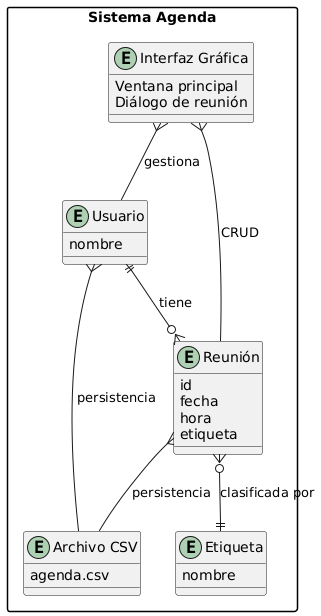 Sistema Agenda
E Interfaz Gráfica
Ventana principal
Diálogo de reunión
gestiona
E Usuario
nombre
CRUD
tiene
E Reunión
id
fecha
hora
etiqueta
persistencia
persistencia
clasificada por
E Archivo CSV
agenda.csv
E Etiqueta
nombre